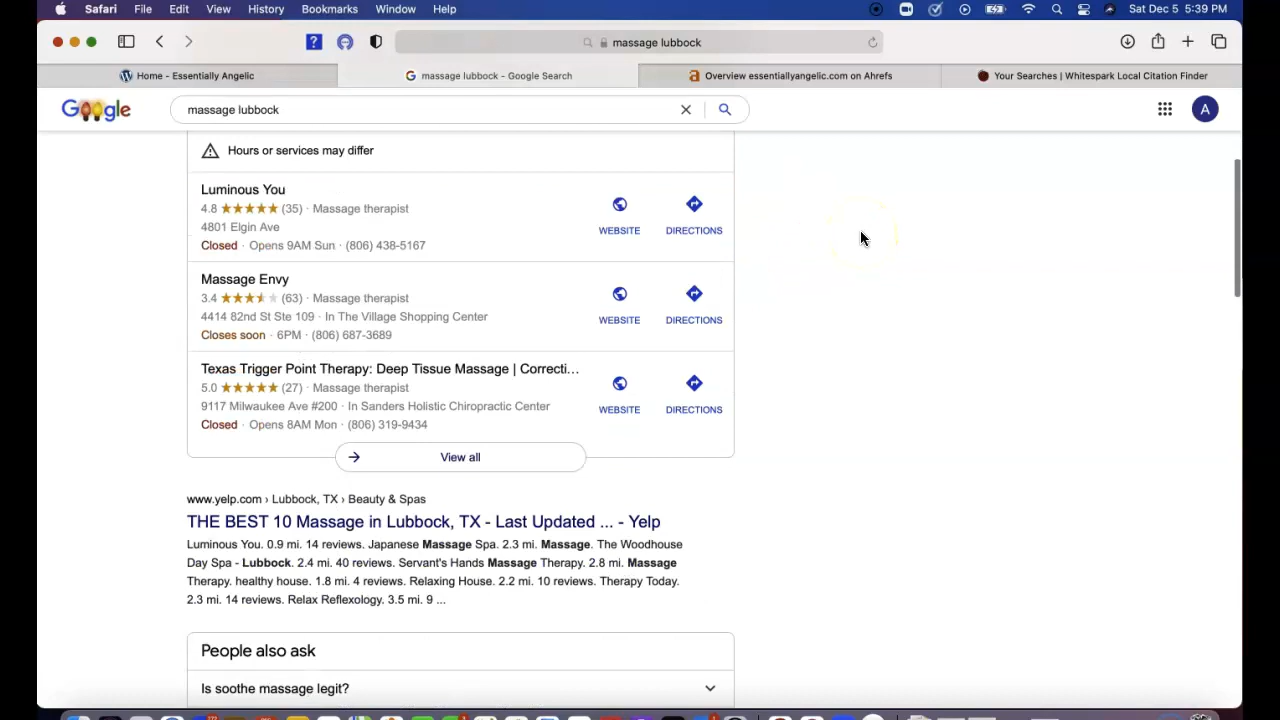 Safari File Edit View History Bookmarks Window Help Sat Dec 5 5:39 PM
massage lubbock
Home - Essentially Angelic
massage lubbock - Google Search
Overview essentiallyangelic.com on Ahrefs
Your Searches | Whitespark Local Citation Finder
Google
massage lubbock
A
Hours or services may differ
Luminous You
4.8 (35) · Massage therapist
4801 Elgin Ave
Closed · Opens 9AM Sun · (806) 438-5167
WEBSITE
DIRECTIONS
Massage Envy
3.4 (63) · Massage therapist
4414 82nd St Ste 109 · In The Village Shopping Center
Closes soon · 6PM · (806) 687-3689
WEBSITE
DIRECTIONS
Texas Trigger Point Therapy: Deep Tissue Massage | Correcti...
5.0 (27) · Massage therapist
9117 Milwaukee Ave #200 · In Sanders Holistic Chiropractic Center
Closed · Opens 8AM Mon · (806) 319-9434
WEBSITE
DIRECTIONS
View all
www.yelp.com › Lubbock, TX › Beauty & Spas
THE BEST 10 Massage in Lubbock, TX - Last Updated ... - Yelp
Luminous You. 0.9 mi. 14 reviews. Japanese Massage Spa. 2.3 mi. Massage. The Woodhouse
Day Spa - Lubbock. 2.4 mi. 40 reviews. Servant's Hands Massage Therapy. 2.8 mi. Massage
Therapy. healthy house. 1.8 mi. 4 reviews. Relaxing House. 2.2 mi. 10 reviews. Therapy Today.
2.3 mi. 14 reviews. Relax Reflexology. 3.5 mi. 9 ...
People also ask
Is soothe massage legit?